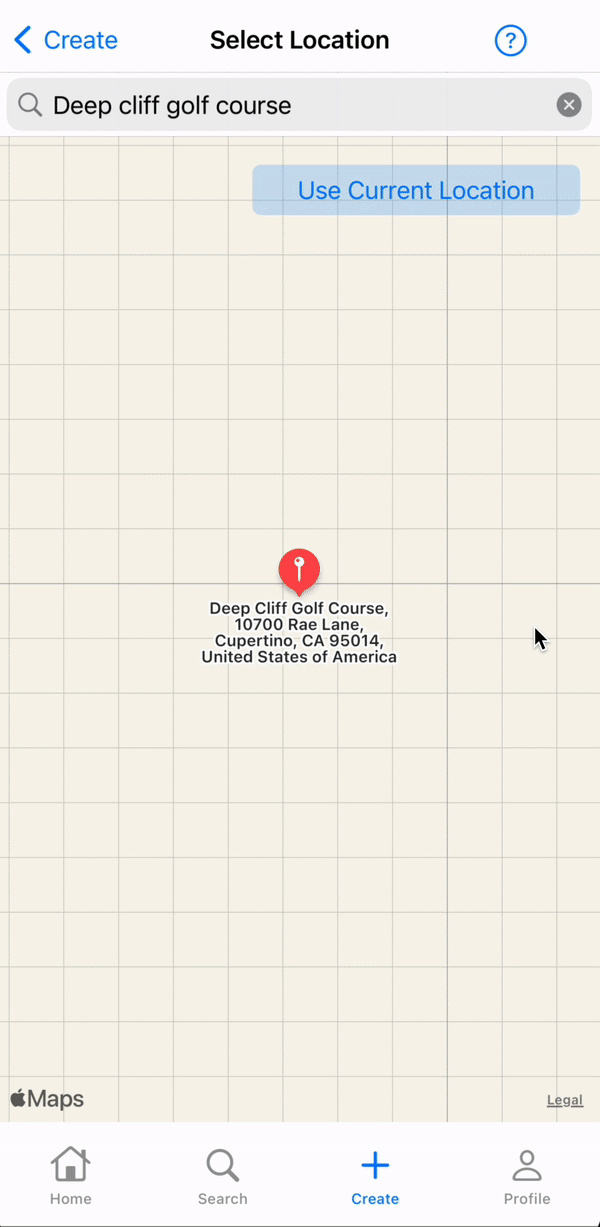 Create
Select Location
?
Deep cliff golf course
Use Current Location
Deep Cliff Golf Course,
10700 Rae Lane,
Cupertino, CA 95014,
United States of America
Maps
Legal
Home
Search
Create
Profile